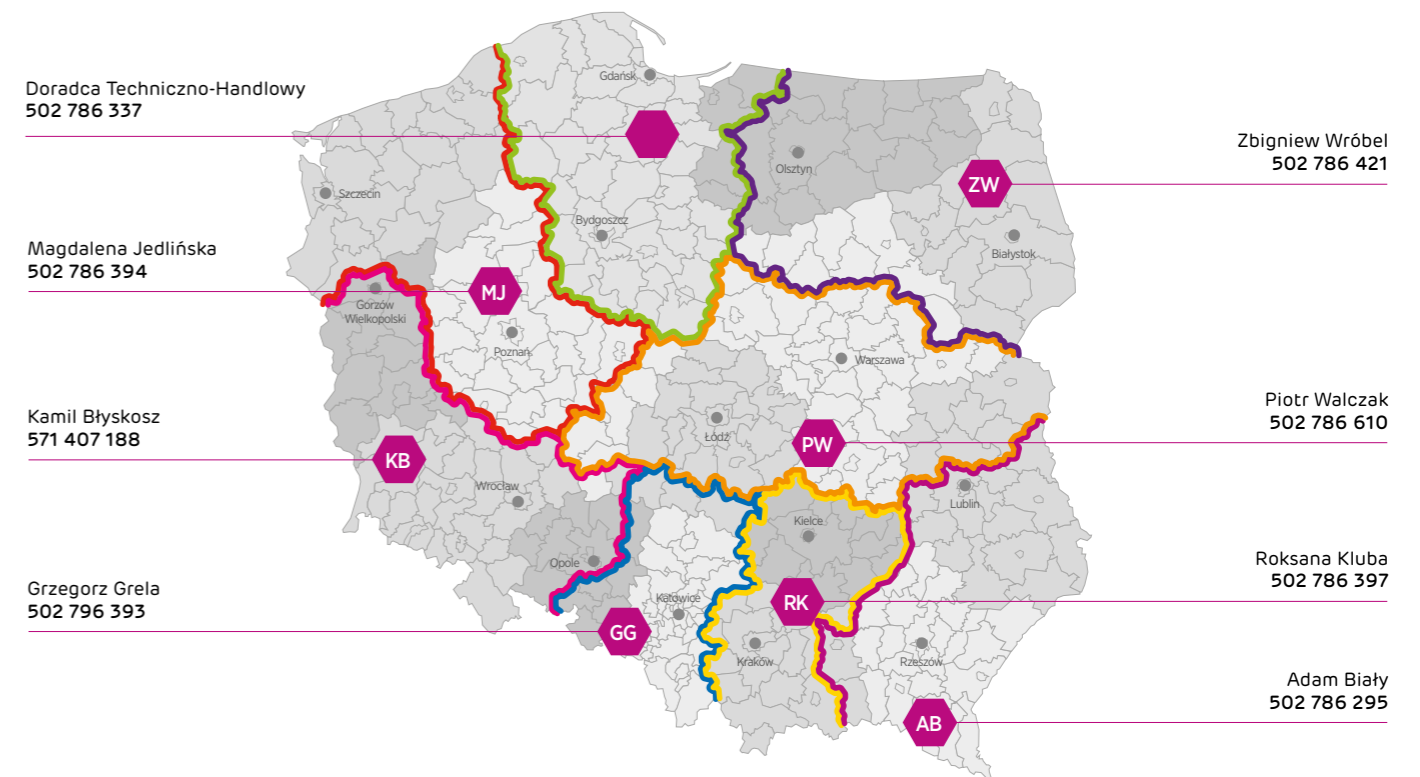 Doradca Techniczno-Handlowy
502 786 337
Magdalena Jedlińska
502 786 394
Kamil Błyskosz
571 407 188
Grzegorz Grela
502 796 393
Zbigniew Wróbel
502 786 421
Piotr Walczak
502 786 610
Roksana Kluba
502 786 397
Adam Biały
502 786 295
Gdańsk
Olsztyn
ZW
Szczecin
Bydgoszcz
Białystok
MJ
Gorzów
Wielkopolski
Poznań
Warszawa
Łódź
PW
KB
Wrocław
Lublin
Kielce
Opole
Katowice
RK
GG
Kraków
Rzeszów
AB